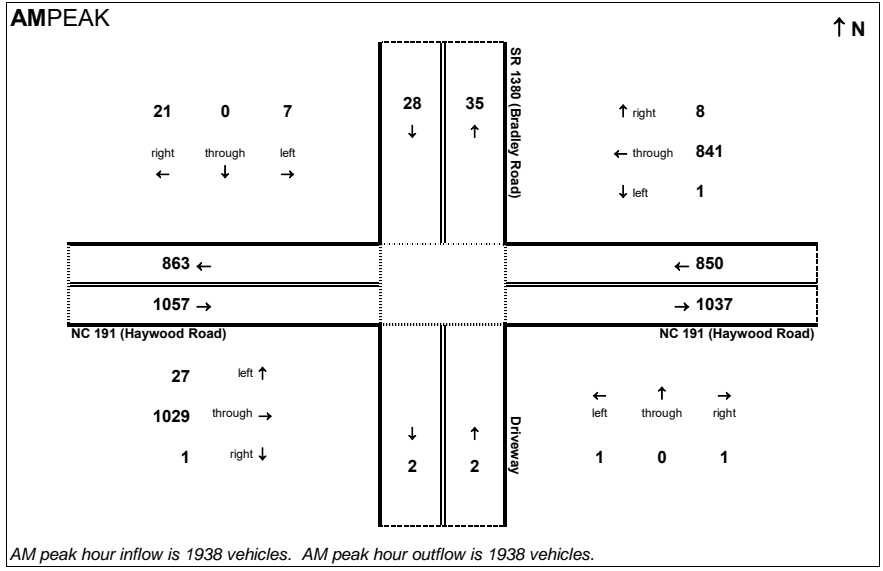 AMPEAK
↑ N
21 0 7
right through left
← ↓ →
28 35
↓ ↑
SR 1380 (Bradley Road)
↑ right 8
← through 841
↓ left 1
863 ←
1057 →
NC 191 (Haywood Road)
← 850
→ 1037
NC 191 (Haywood Road)
27 left ↑
1029 through →
1 right ↓
↓ ↑
2 2
Driveway
← ↑ →
left through right
1 0 1
AM peak hour inflow is 1938 vehicles. AM peak hour outflow is 1938 vehicles.